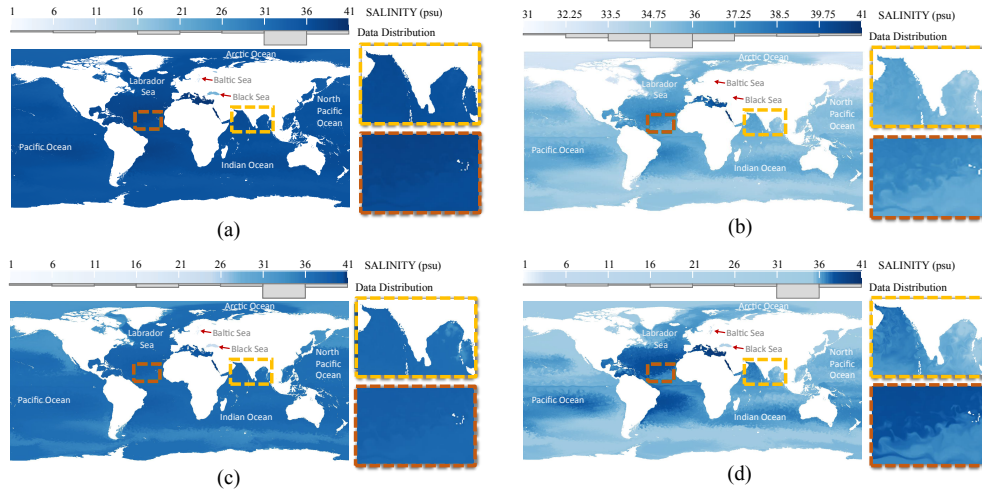 1 6 11 16 21 26 31 36 41 SALINITY (psu)
Data Distribution
Arctic Ocean
Labrador
Sea
Baltic Sea
Black Sea
North
Pacific
Ocean
Pacific Ocean
Indian Ocean
(a)
31 32.25 33.5 34.75 36 37.25 38.5 39.75 41 SALINITY (psu)
Data Distribution
Arctic Ocean
Labrador
Sea
Baltic Sea
Black Sea
North
Pacific
Ocean
Pacific Ocean
Indian Ocean
(b)
1 6 11 16 21 26 31 36 41 SALINITY (psu)
Data Distribution
Arctic Ocean
Labrador
Sea
Baltic Sea
Black Sea
North
Pacific
Ocean
Pacific Ocean
Indian Ocean
(c)
1 6 11 16 21 26 31 36 41 SALINITY (psu)
Data Distribution
Arctic Ocean
Labrador
Sea
Baltic Sea
Black Sea
North
Pacific
Ocean
Pacific Ocean
Indian Ocean
(d)